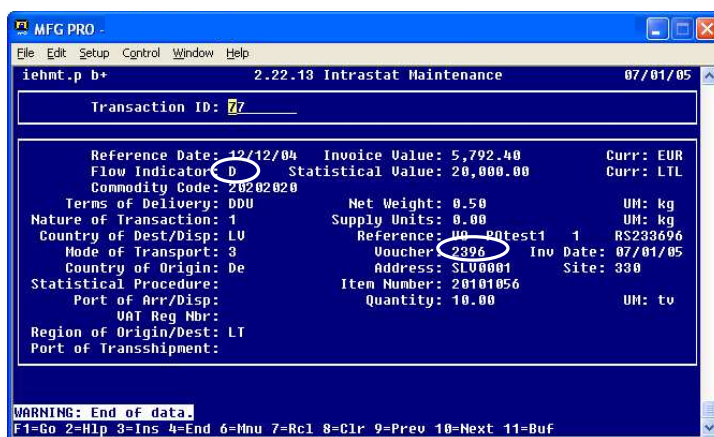 MFG PRO -
File Edit Setup Control Window Help
iehmt.p b+ 2.22.13 Intrastat Maintenance 07/01/05
Transaction ID: 77
Reference Date: 12/12/04 Invoice Value: 5,792.40 Curr: EUR
Flow Indicator: D Statistical Value: 20,000.00 Curr: LTL
Commodity Code: 20202020
Terms of Delivery: DDU Net Weight: 0.50 UM: kg
Nature of Transaction: 1 Supply Units: 0.00 UM: kg
Country of Dest/Disp: LV Reference: VO POtest1 1 RS233696
Mode of Transport: 3 Voucher: 2396 Inv Date: 07/01/05
Country of Origin: De Address: SLV0001 Site: 330
Statistical Procedure: Item Number: 20101056
Port of Arr/Disp: Quantity: 10.00 UM: tv
VAT Reg Nbr:
Region of Origin/Dest: LT
Port of Transshipment:
WARNING: End of data.
F1=Go 2=Hlp 3=Ins 4=End 6=Mnu 7=Rcl 8=Clr 9=Prev 10=Next 11=Buf